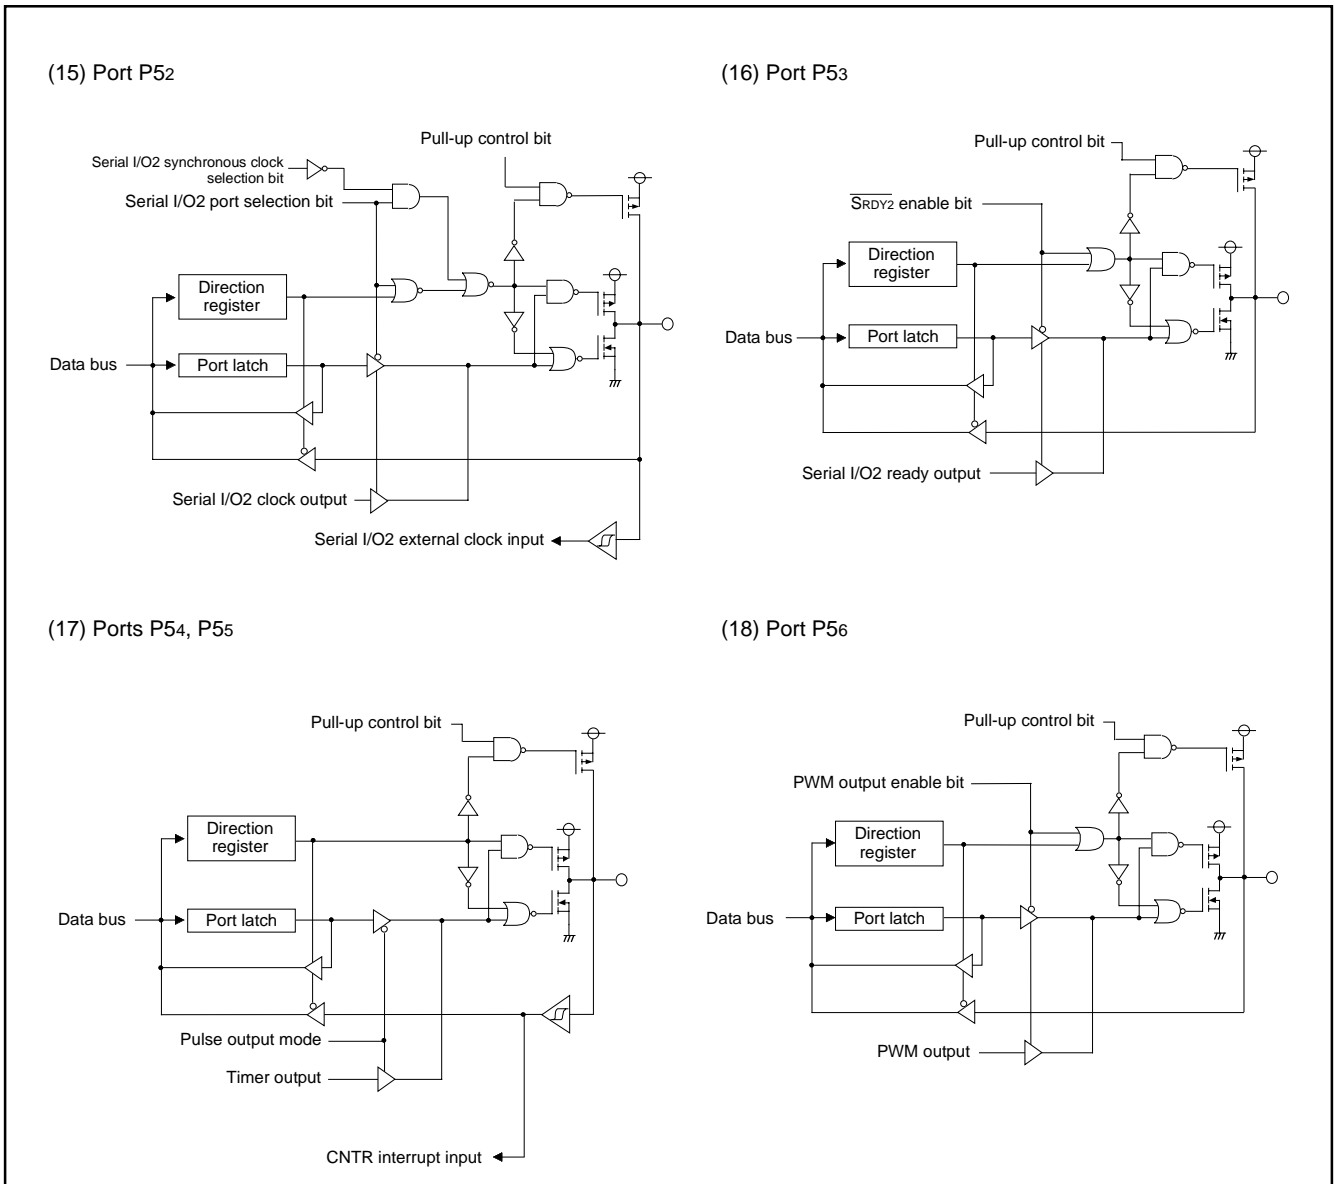 (15) Port P52
Pull-up control bit
Serial I/O2 synchronous clock
selection bit
Serial I/O2 port selection bit
Direction
register
Data bus
Port latch
Serial I/O2 clock output
Serial I/O2 external clock input
(16) Port P53
Pull-up control bit
SRDY2 enable bit
Direction
register
Data bus
Port latch
Serial I/O2 ready output
(17) Ports P54, P55
Pull-up control bit
Direction
register
Data bus
Port latch
Pulse output mode
Timer output
CNTR interrupt input
(18) Port P56
Pull-up control bit
PWM output enable bit
Direction
register
Data bus
Port latch
PWM output